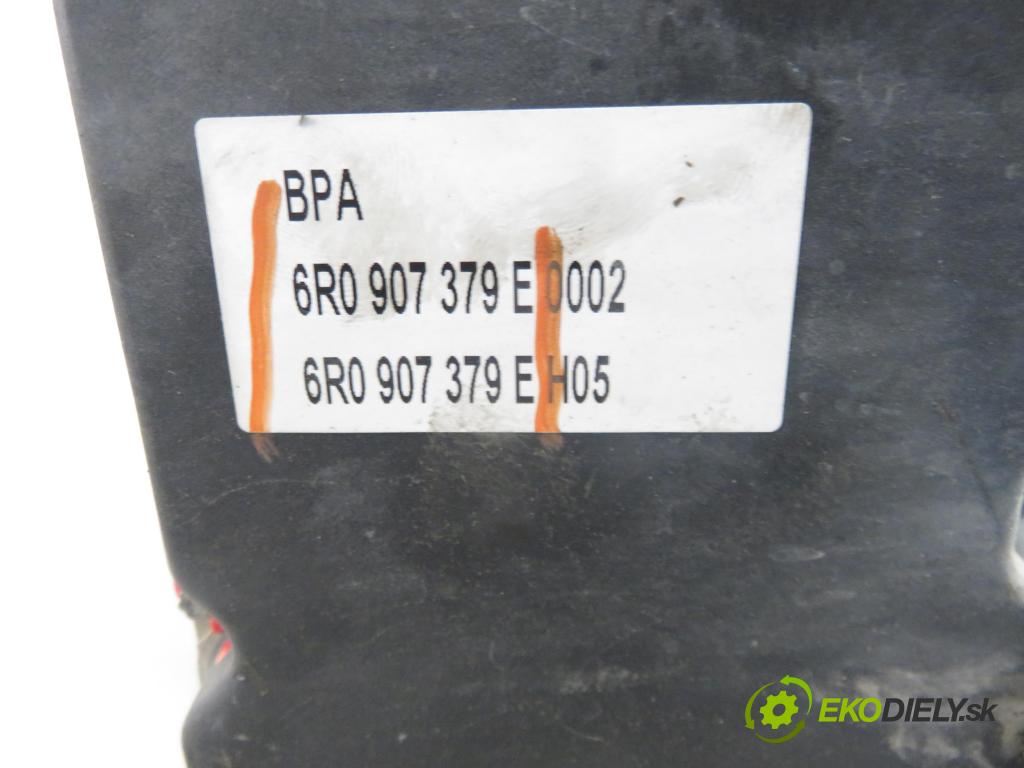 BPA
6R0 907 379 E 0002
6R0 907 379 E H05
EKODIELY.sk